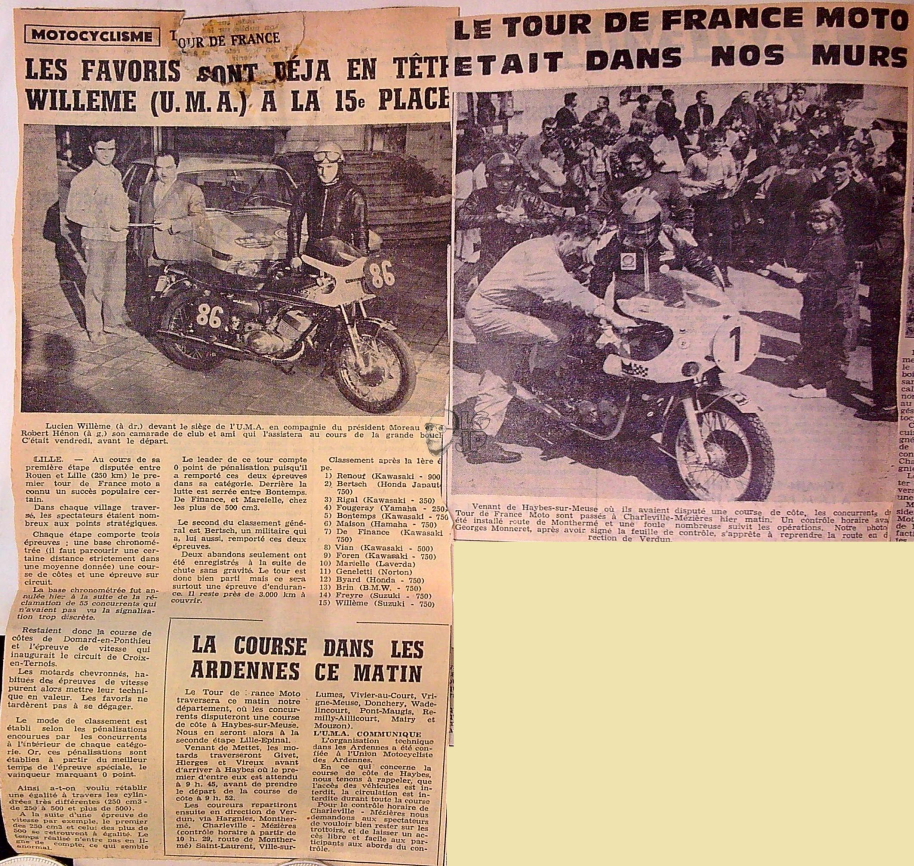 MOTOCYCLISME
OUR DE FRANCE
LES FAVORIS SONT DÉJA EN TÊTE
WILLEME (U.M.A.) A LA 15e PLACE
86
86
Lucien Willème (à dr.) devant le siège de l'U.M.A. en compagnie du président Moreau
Robert Hénon (à g.) son camarade de club et ami qui l'assistera au cours de la grande boucl
C'était vendredi, avant le départ.
LILLE. — Au cours de sa
première étape disputée entre
Rouen et Lille (250 km) le pre-
mier tour de France moto a
connu un succès populaire cer-
tain.
Dans chaque village traver-
sé, les spectateurs étaient nom-
breux aux points stratégiques.
Chaque étape comporte trois
épreuves : une base chronomé-
trée (il faut parcourir une cer-
taine distance strictement dans
une moyenne donnée) une cour-
se de côtes et une épreuve sur
circuit.
La base chronométrée fut an-
nulée hier à la suite de la ré-
clamation de 53 concurrents qui
n'avaient pas vu la signalisa-
tion trop discrète.
Restaient donc la course de
côtes de Domard-en-Ponthieu
et l'épreuve de vitesse qui
inaugurait le circuit de Croix-
en-Ternois.
Les motards chevronnés, ha-
bitués des épreuves de vitesse
purent alors mettre leur techni-
que en valeur. Les favoris ne
tardèrent pas à se dégager.
Le mode de classement est
établi selon les pénalisations
encourues par les concurrents
à l'intérieur de chaque catégo-
rie. Or, ces pénalisations sont
établies à partir du meilleur
temps de l'épreuve spéciale, le
vainqueur marquant 0 point.
Ainsi a-t-on voulu rétablir
une égalité à travers les cylin-
drées très différentes (250 cm3 -
de 250 à 500 et plus de 500).
A la suite d'une épreuve de
vitesse par exemple, le premier
des 250 cm3 et celui des plus de
500 se retrouvent à égalité. Le
temps réalisé n'entre pas en li-
gne de compte, ce qui semble
anormal.
Le leader de ce tour compte
0 point de pénalisation puisqu'il
a remporté ces deux épreuves
dans sa catégorie. Derrière la
lutte est serrée entre Bontemps.
De Finance, et Marelelle, chez
les plus de 500 cm3.
Le second du classement géné-
ral est Bertsch, un militaire qui
a, lui aussi, remporté ces deux
épreuves.
Deux abandons seulement ont
été enregistrés à la suite de
chute sans gravité. Le tour est
donc bien parti mais ce sera
surtout une épreuve d'enduran-
ce. Il reste près de 3.000 km à
couvrir.
Classement après la 1ère é
pe.
1) Renouf (Kawasaki - 900
2) Bertsch (Honda Japaut
750)
3) Rigal (Kawasaki - 350)
4) Fougeray (Yamaha - 250
5) Bontemps (Kawasaki - 75
6) Maison (Hamaha - 750)
7) De Finance (Kawasaki
750)
8) Vian (Kawasaki - 500)
9) Foren (Kawasaki - 750)
10) Marielle (Laverda)
11) Geneletti (Norton)
12) Byard (Honda - 750)
13) Brin (B.M.W. - 750)
14) Freyre (Suzuki - 750)
15) Willème (Suzuki - 750)
LA COURSE DANS LES
ARDENNES CE MATIN
Le Tour de rance Moto
traversera ce matin notre
département, où les concur-
rents disputeront une course
de côte à Haybes-sur-Meuse.
Nous en seront alors à la
seconde étape Lille-Epinal.
Venant de Mettet, les mo-
tards traverseront Givet,
Hierges et Vireux avant
d'arriver à Haybes où le pre-
mier d'entre eux est attendu
à 9 h. 45, avant de prendre
le départ de la course de
côte à 9 h. 52.
Les coureurs repartiront
ensuite en direction de Ver-
dun, via Hargnies, Monther-
mé, Charleville - Mézières
(contrôle horaire à partir de
10 h. 29, route de Monther-
mé) Saint-Laurent, Ville-sur-
Lumes, Vivier-au-Court, Vri-
gne-Meuse, Donchery, Wade-
lincourt, Pont-Maugis, Re-
milly-Aillicourt, Mairy et
Mouzon).
L'U.M.A. COMMUNIQUE
L'organisation technique
dans les Ardennes a été con-
fiée à l'Union Motocycliste
des Ardennes.
En ce qui concerne la
course de côte de Haybes,
nous tenons à rappeler, que
l'accès des véhicules est in-
terdit, la circulation est in-
terdite durant toute la course
Pour le contrôle horaire de
Charleville - Mézières nous
demandons aux spectateurs
de vouloir bien rester sur les
trottoirs, et de laisser un ac-
cès libre et facile aux par-
ticipants aux abords du con-
trôle.
LE TOUR DE FRANCE MOTO
ETAIT DANS NOS MURS
1
Venant de Haybes-sur-Meuse où ils avaient disputé une course de côte, les concurrents d
Tour de France Moto sont passés à Charleville-Mézières hier matin. Un contrôle horaire ava
été installé route de Monthermé et une foule nombreuse suivit les opérations. Notre photo
Georges Monneret, après avoir signé la feuille de contrôle, s'apprête à reprendre la route en d
rection de Verdun.